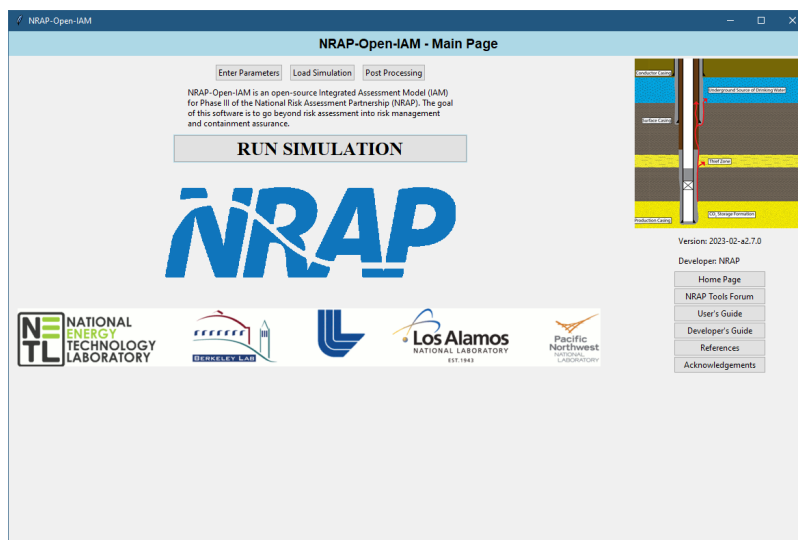 NRAP-Open-IAM
NRAP-Open-IAM - Main Page
Enter Parameters
Load Simulation
Post Processing
NRAP-Open-IAM is an open-source Integrated Assessment Model (IAM)
for Phase III of the National Risk Assessment Partnership (NRAP). The goal
of this software is to go beyond risk assessment into risk management
and containment assurance.
RUN SIMULATION
NRAP
NE
TL
NATIONAL
ENERGY
TECHNOLOGY
LABORATORY
BERKELEY LAB
Los Alamos
NATIONAL LABORATORY
EST. 1943
Pacific
Northwest
NATIONAL
LABORATORY
Conductor Casing
Underground Source of Drinking Water
Surface Casing
Thief Zone
CO₂ Storage Formation
Production Casing
Version: 2023-02-a2.7.0
Developer: NRAP
Home Page
NRAP Tools Forum
User's Guide
Developer's Guide
References
Acknowledgements